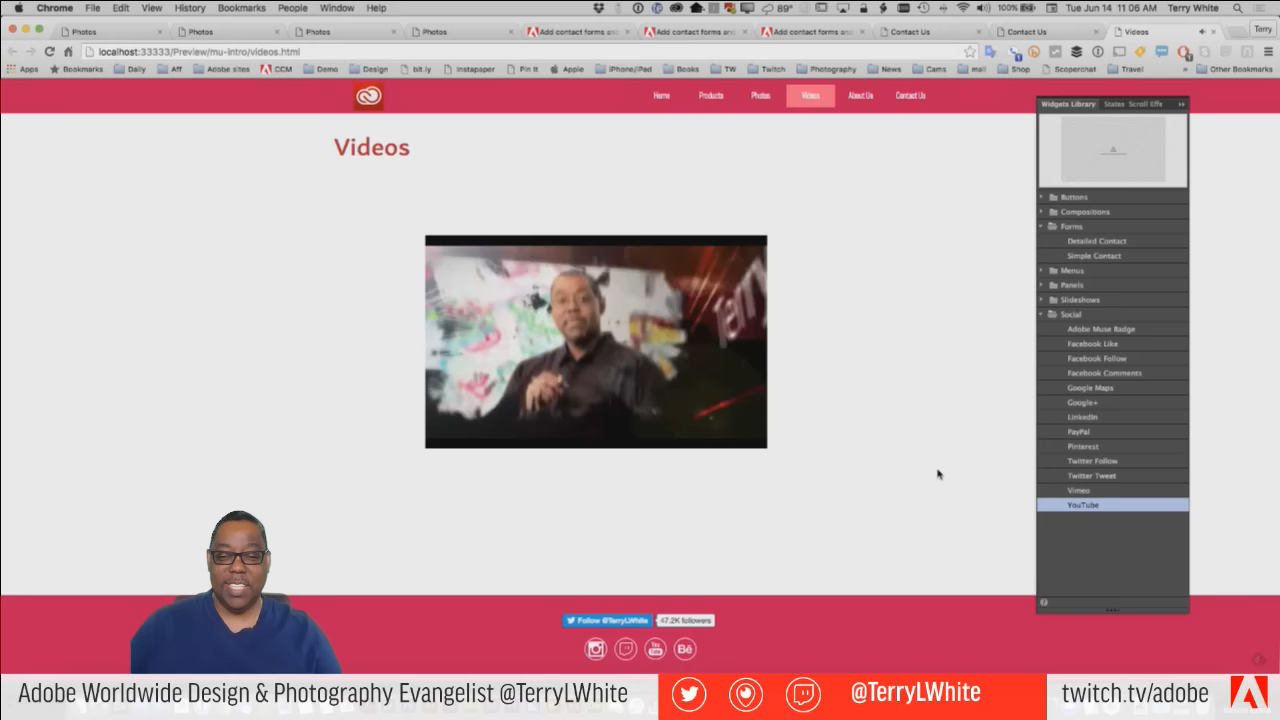 Chrome File Edit View History Bookmarks People Window Help
89° 100% Tue Jun 14 11:06 AM Terry White
Photos Photos Photos Photos Add contact forms and Add contact forms and Add contact forms and Contact Us Contact Us Videos Terry
localhost:33333/Preview/mu-intro/videos.html
Apps Bookmarks Daily Aff Adobe sites CCM Demo Design bit.ly Instapaper Pin It Apple iPhone/iPad Books TW Twitch Photography News Cams mail Shop Scoperchat Travel » Other Bookmarks
Home Products Photos Videos About Us Contact Us
Videos
Widgets Library States Scroll Effe
Buttons
Compositions
Forms
Detailed Contact
Simple Contact
Menus
Panels
Slideshows
Social
Adobe Muse Badge
Facebook Like
Facebook Follow
Facebook Comments
Google Maps
Google+
LinkedIn
PayPal
Pinterest
Twitter Follow
Twitter Tweet
Vimeo
YouTube
Follow @TerryLWhite 47.2K followers
You Tube Bē
Adobe Worldwide Design & Photography Evangelist @TerryLWhite @TerryLWhite twitch.tv/adobe